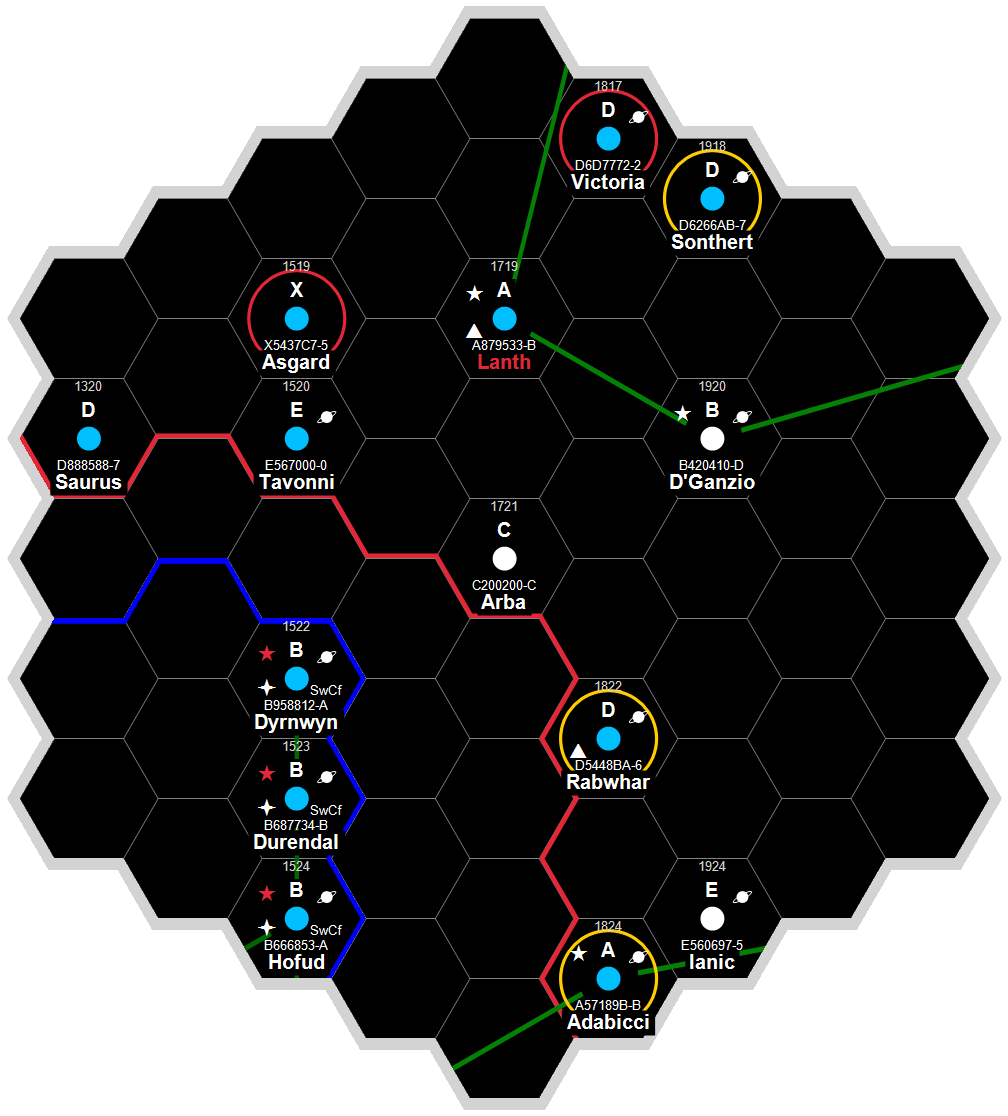 1817
D
D6D7772-2
Victoria
1918
D
D6266AB-7
Sonthert
1519
X
X5437C7-5
Asgard
1719
A
A879533-B
Lanth
1320
D
D888588-7
Saurus
1520
E
E567000-0
Tavonni
1920
B
B420410-D
D'Ganzio
1721
C
C200200-C
Arba
1522
B
SwCf
B958812-A
Dyrnwyn
1822
D
D5448BA-6
Rabwhar
1523
B
SwCf
B687734-B
Durendal
1524
B
SwCf
B666853-A
Hofud
1924
E
E560697-5
Ianic
1824
A
A57189B-B
Adabicci